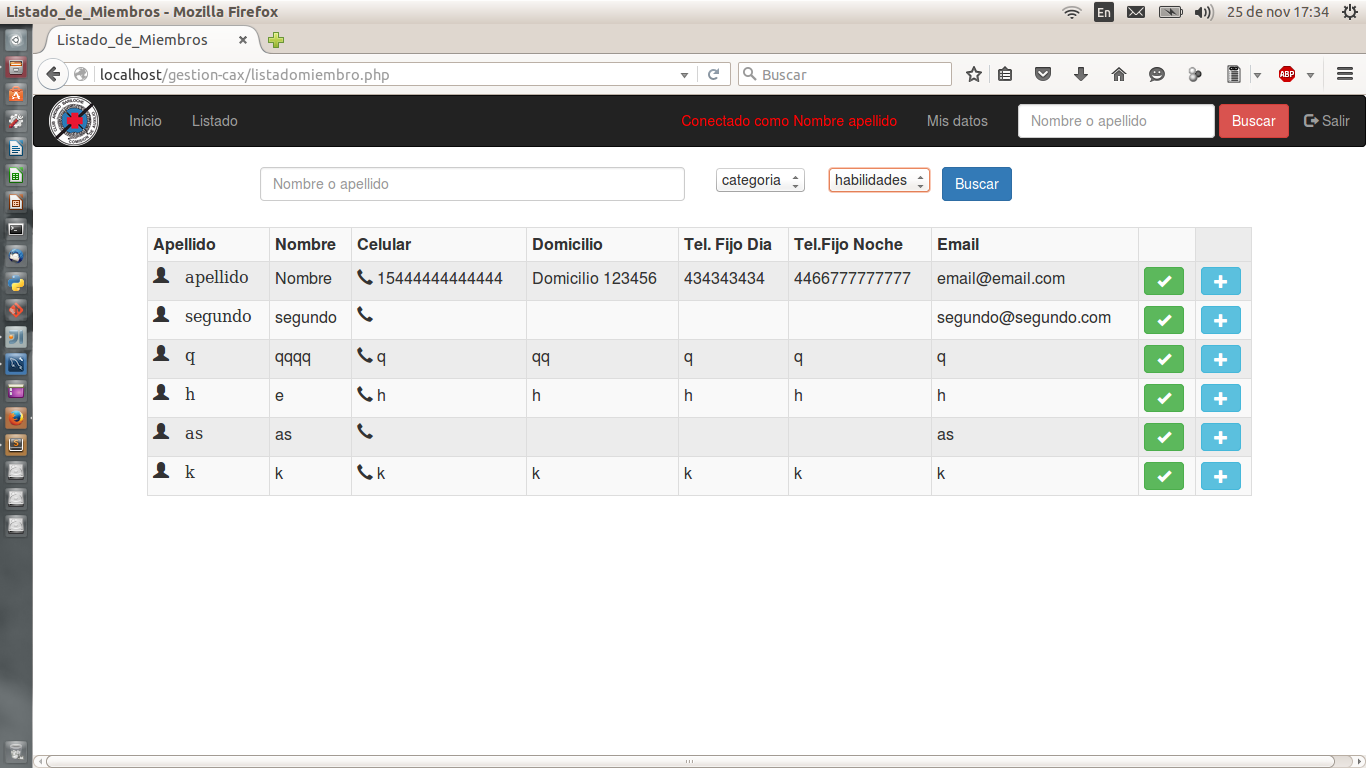 Listado_de_Miembros - Mozilla Firefox
En
25 de nov 17:34
Listado_de_Miembros
localhost/gestion-cax/listadomiembro.php
Buscar
ABP
Inicio Listado Conectado como Nombre apellido Mis datos Nombre o apellido Buscar Salir
Nombre o apellido categoria habilidades Buscar
Apellido Nombre Celular Domicilio Tel. Fijo Dia Tel.Fijo Noche Email
apellido Nombre 15444444444444 Domicilio 123456 434343434 4466777777777 email@email.com
segundo segundo segundo@segundo.com
q qqqq q qq q q q
h e h h h h h
as as as
k k k k k k k